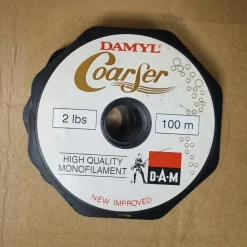 DAMYL
Coarser
2 lbs
100 m
HIGH QUALITY
MONOFILAMENT
D·A·M
NEW IMPROVED